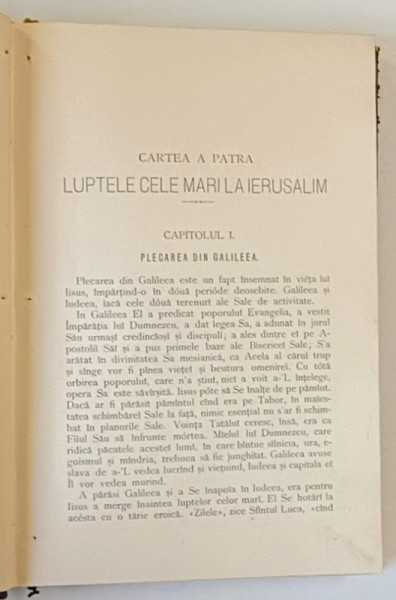 CARTEA A PATRA
LUPTELE CELE MARI LA IERUSALIM
CAPITOLUL I.
PLECAREA DIN GALILEEA.
Plecarea din Galileea este un fapt însemnat în viéța lui
Iisus, împărțind-o în dóuă perióde deosebite. Galileea și
Iudeea, iacă cele dóuă terenuri ale Sale de activitate.
In Galileea El a predicat poporului Evangelia, a vestit
împărăția lui Dumnezeu, a dat legea Sa, a adunat în jurul
Său urmași credincioși și discipuli; a ales dintre ei pe A-
postolii Săi și a pus primele baze ale Bisericei Sale; S'a
arătat în divinitatea Sa mesianică, ca Acela al cărui trup
și sînge vor fi pînea vieței și beutura omenirei. Cu tótă
orbirea poporului, care n'a știut, nici a voit a-'L înțelege,
opera Sa este săvîrșită. Iisus póte să Se înalțe de pe pămînt.
Dacă ar fi părăsit pămîntul cînd era pe Tabor, în maies-
tatea schimbărei Sale la față, nimic esențial nu s'ar fi schim-
bat în planurile Sale. Voința Tatălui ceresc, însă, era ca
Fiiul Său să înfrunte mórtea. Mielul lui Dumnezeu, care
ridică păcatele acestei lumi, în care bîntue silnicia, ura, e-
goismul și mîndria, trebuea să fie junghiat. Galileea avuse
slava de a-'L vedea lucrînd și viețuind, Iudeea și capitala ei
Îl vor vedea murind.
A părăsi Galileea și a Se înapoia în Iudeea, era pentru
Iisus a merge înaintea luptelor celor mari. El Se hotărî la
acésta cu o tărie eroică. «Zilele», zice Sfîntul Luca, «cînd